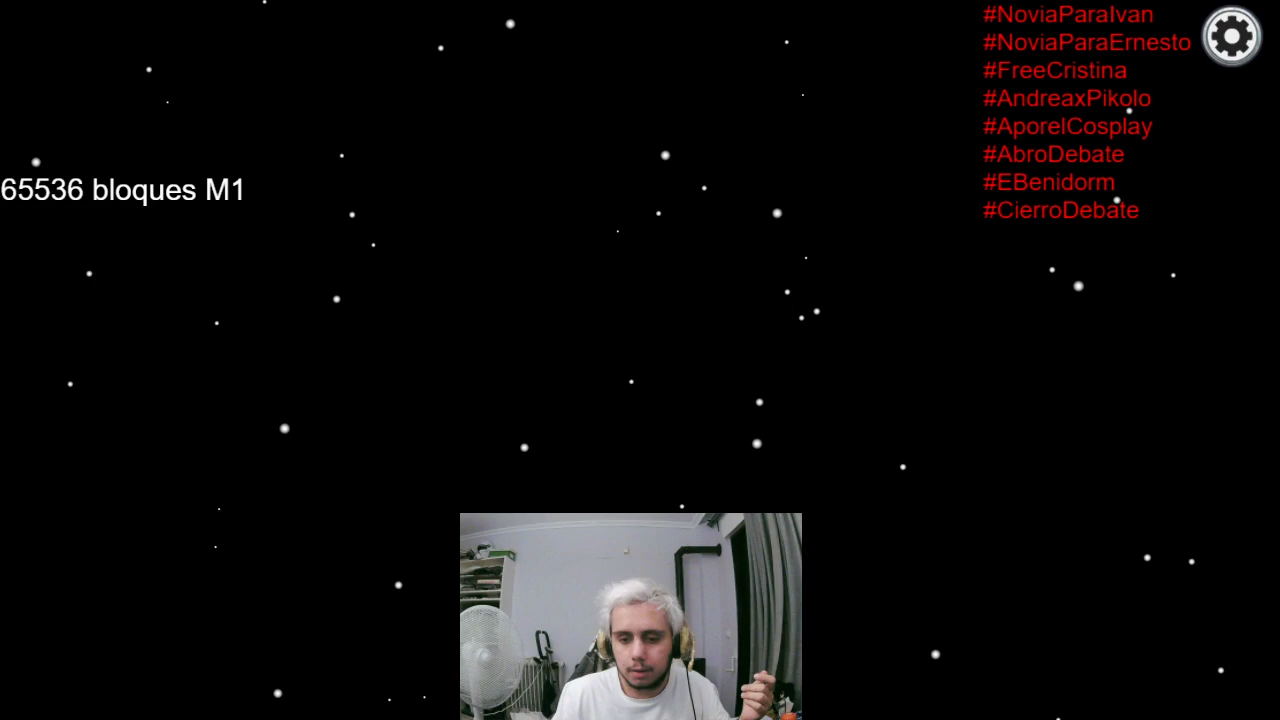 #NoviaParaIvan
#NoviaParaErnesto
#FreeCristina
#AndreaxPikolo
#AporelCosplay
#AbroDebate
#EBenidorm
#CierroDebate
65536 bloques M1